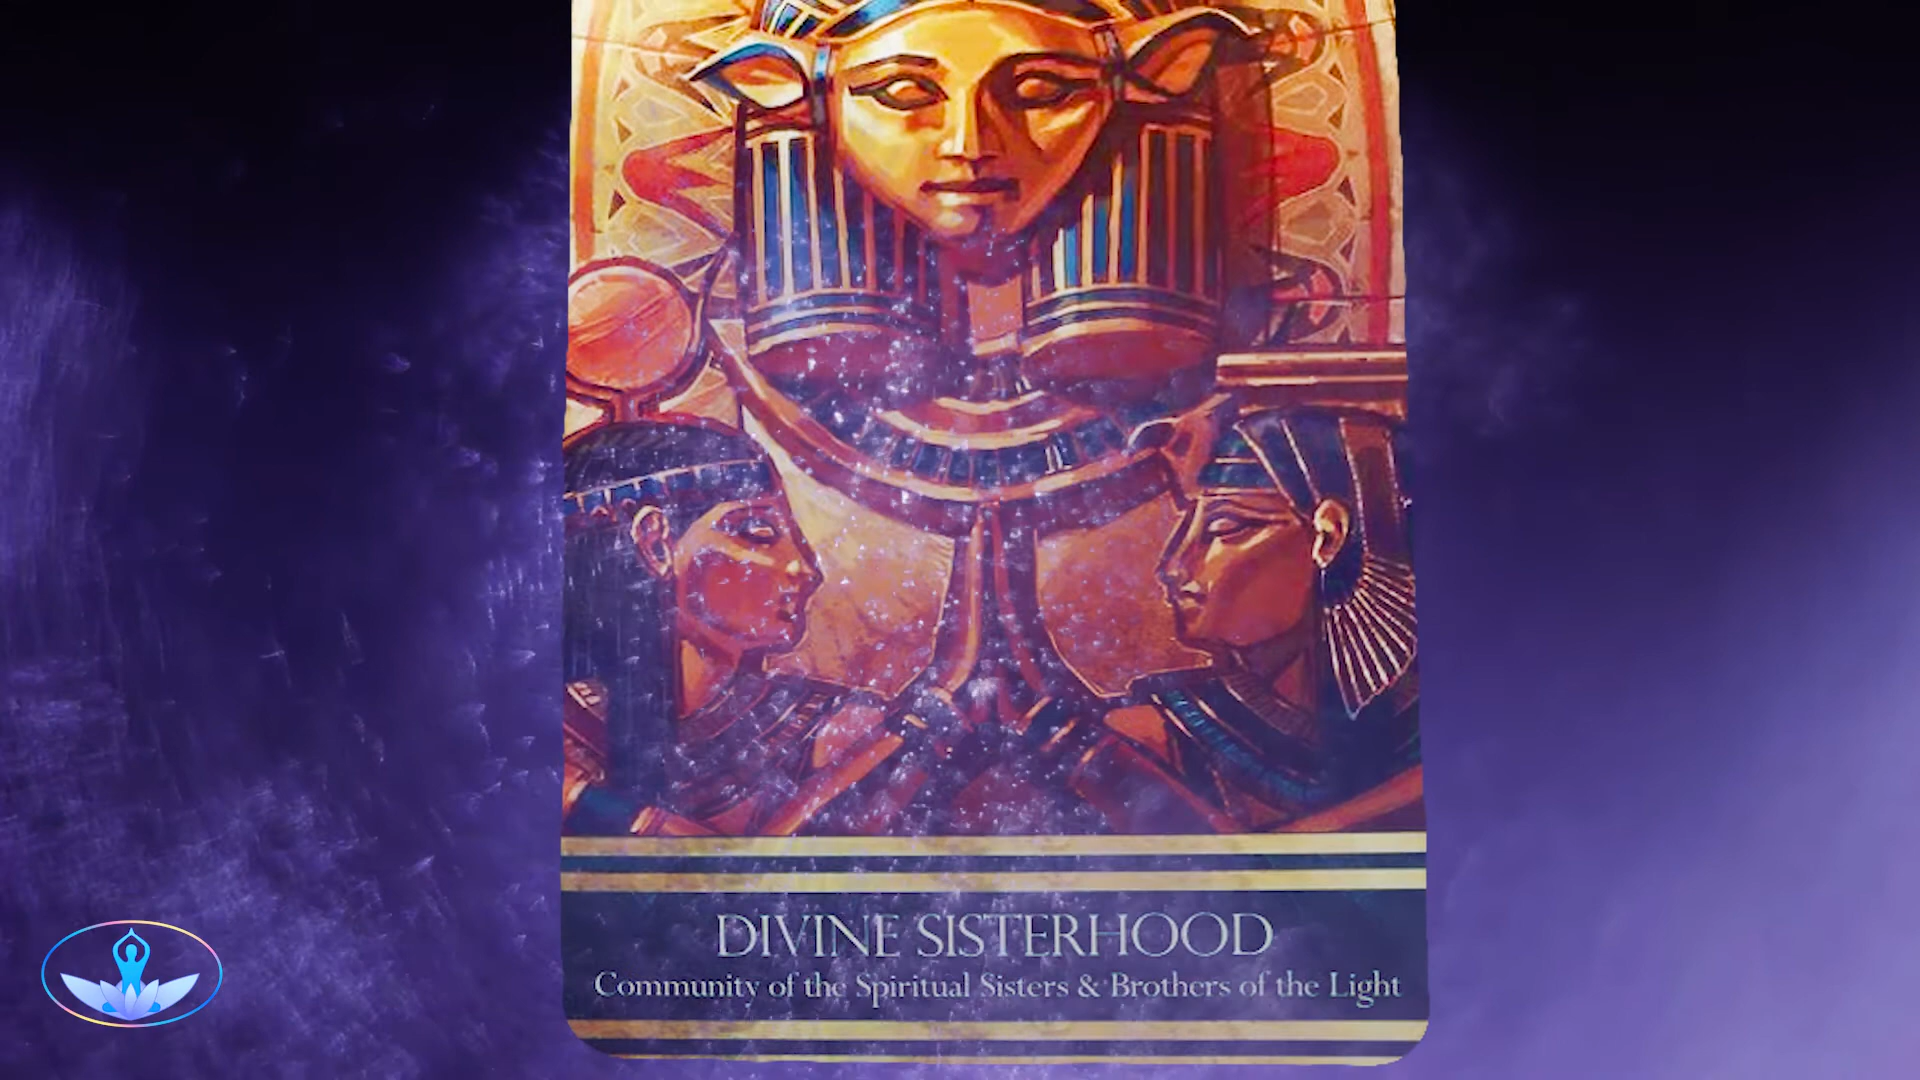 DIVINE SISTERHOOD
Community of the Spiritual Sisters & Brothers of the Light